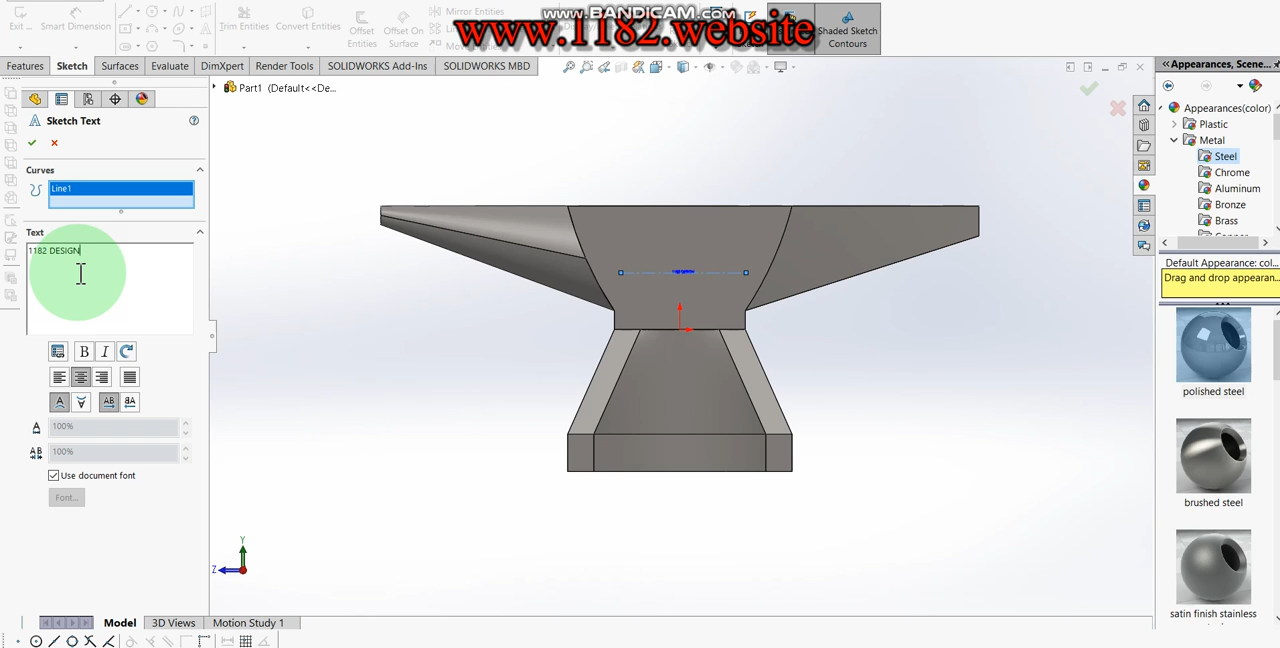 www.BANDICAM.com
www.1182.website
Exit ...
Smart Dimension
Trim Entities
Convert Entities
Offset Entities
Offset On Surface
Mirror Entities
Shaded Sketch Contours
Features
Sketch
Surfaces
Evaluate
DimXpert
Render Tools
SOLIDWORKS Add-Ins
SOLIDWORKS MBD
Part1 (Default<<De...
Sketch Text
Curves
Line1
Text
1182 DESIGN
100%
100%
Use document font
Font...
Y
Z
Model
3D Views
Motion Study 1
Appearances, Scene...
Appearances(color)
Plastic
Metal
Steel
Chrome
Aluminum
Bronze
Brass
Default Appearance: col...
Drag and drop appearan...
polished steel
brushed steel
satin finish stainless